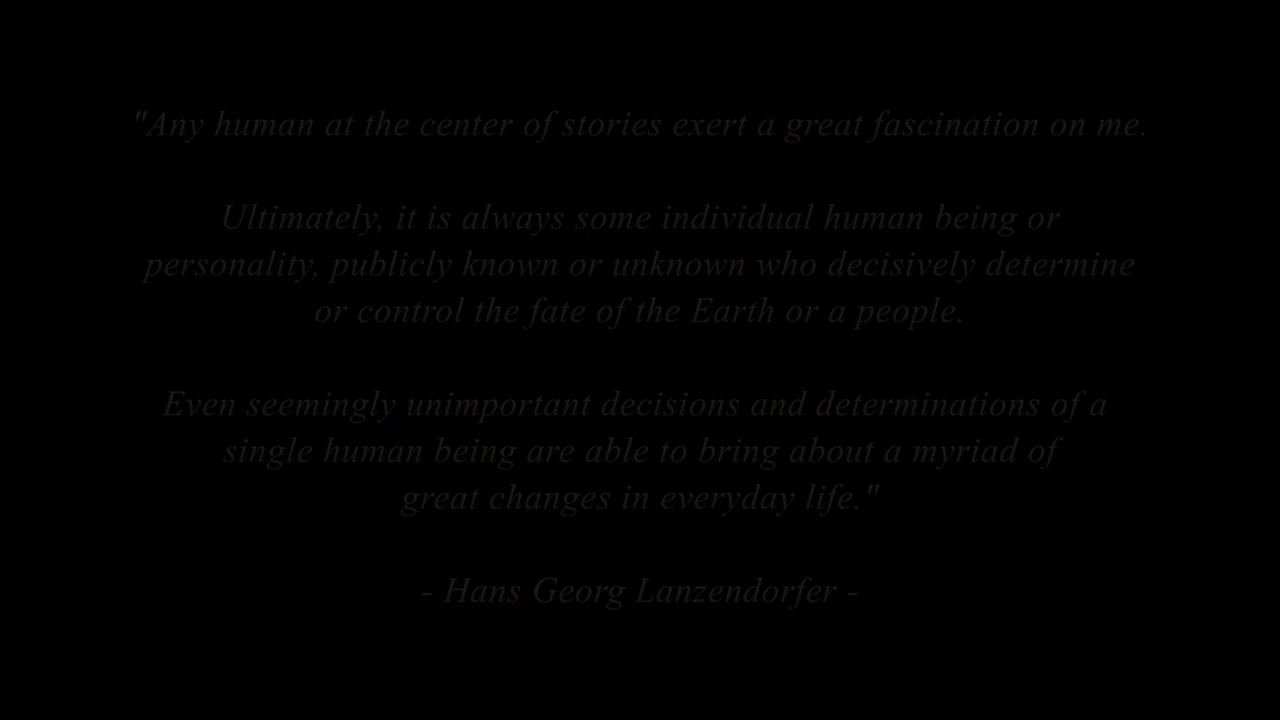 "Any human at the center of stories exert a great fascination on me.
Ultimately, it is always some individual human being or
personality, publicly known or unknown who decisively determine
or control the fate of the Earth or a people.
Even seemingly unimportant decisions and determinations of a
single human being are able to bring about a myriad of
great changes in everyday life."
- Hans Georg Lanzendorfer -